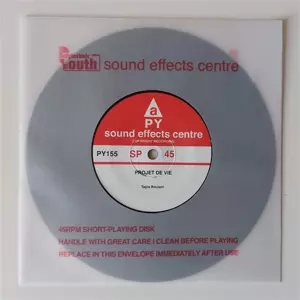 Youth sound effects centre
a
PY
sound effects centre
PY155 SP 45
PROJET DE VIE
45RPM SHORT-PLAYING DISK
HANDLE WITH GREAT CARE / CLEAN BEFORE PLAYING
REPLACE IN THIS ENVELOPE IMMEDIATELY AFTER USE